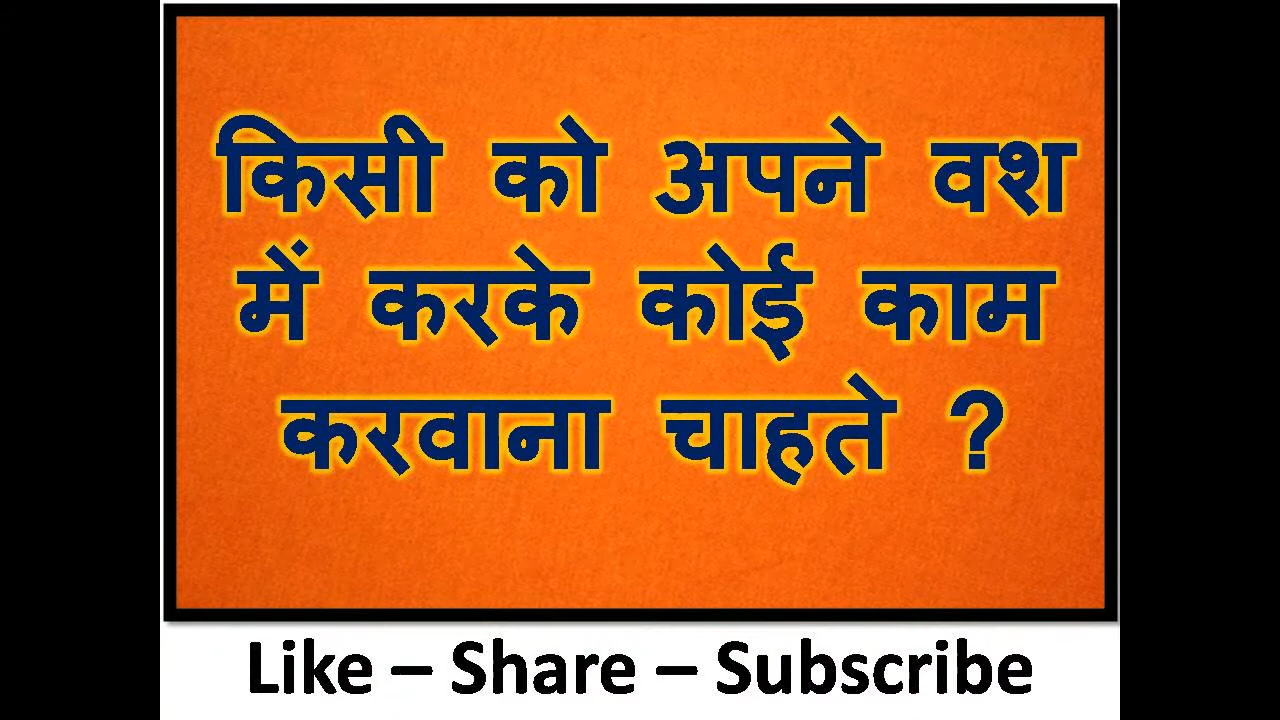 किसी को अपने वश
में करके कोई काम
करवाना चाहते ?
Like – Share – Subscribe